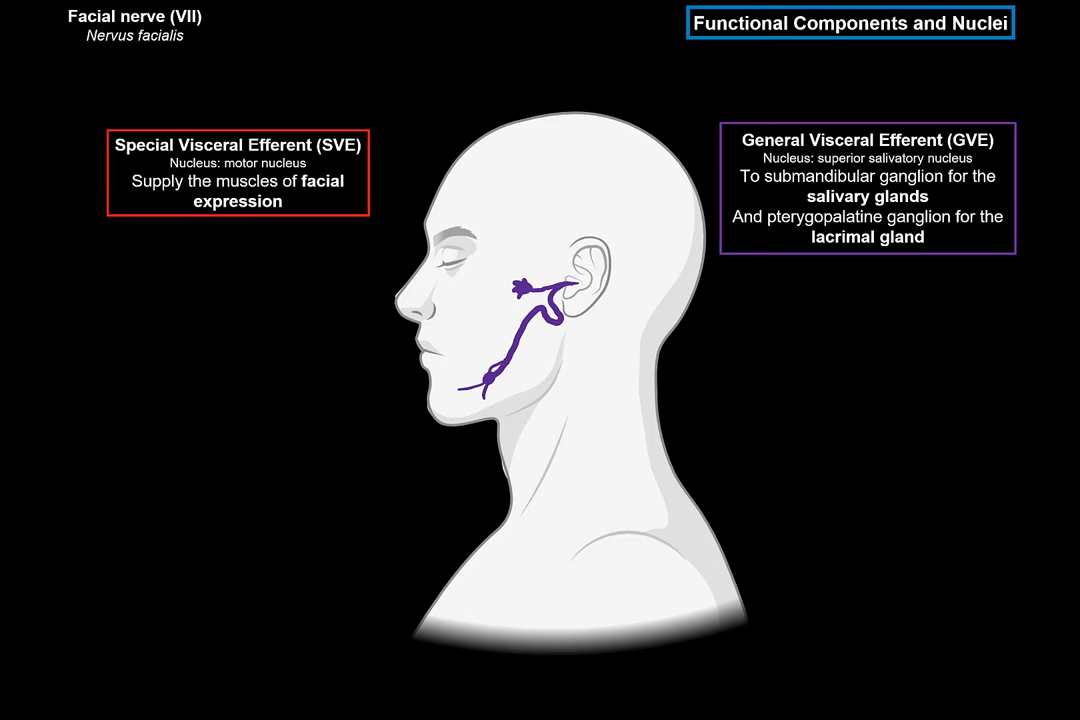 Facial nerve (VII)
Nervus facialis
Functional Components and Nuclei
Special Visceral Efferent (SVE)
Nucleus: motor nucleus
Supply the muscles of facial
expression
General Visceral Efferent (GVE)
Nucleus: superior salivatory nucleus
To submandibular ganglion for the
salivary glands
And pterygopalatine ganglion for the
lacrimal gland